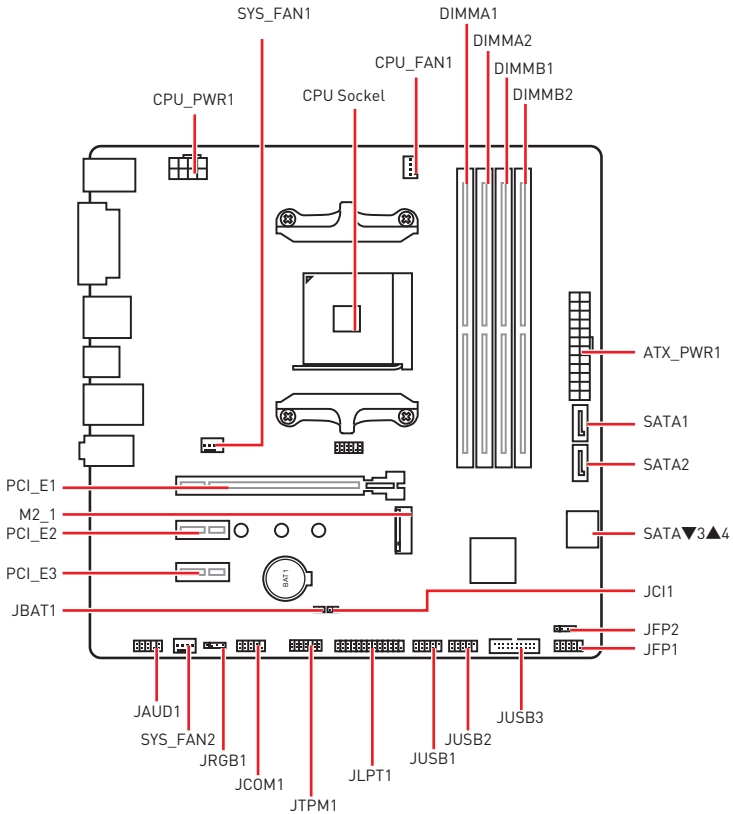 SYS_FAN1
DIMMA1
DIMMA2
CPU_FAN1
DIMMB1
CPU_PWR1
CPU Sockel
DIMMB2
ATX_PWR1
SATA1
SATA2
PCI_E1
M2_1
PCI_E2
SATA▼3▲4
PCI_E3
BAT1
JCI1
JBAT1
JFP2
JFP1
JAUD1
SYS_FAN2
JRGB1
JCOM1
JTPM1
JLPT1
JUSB1
JUSB2
JUSB3